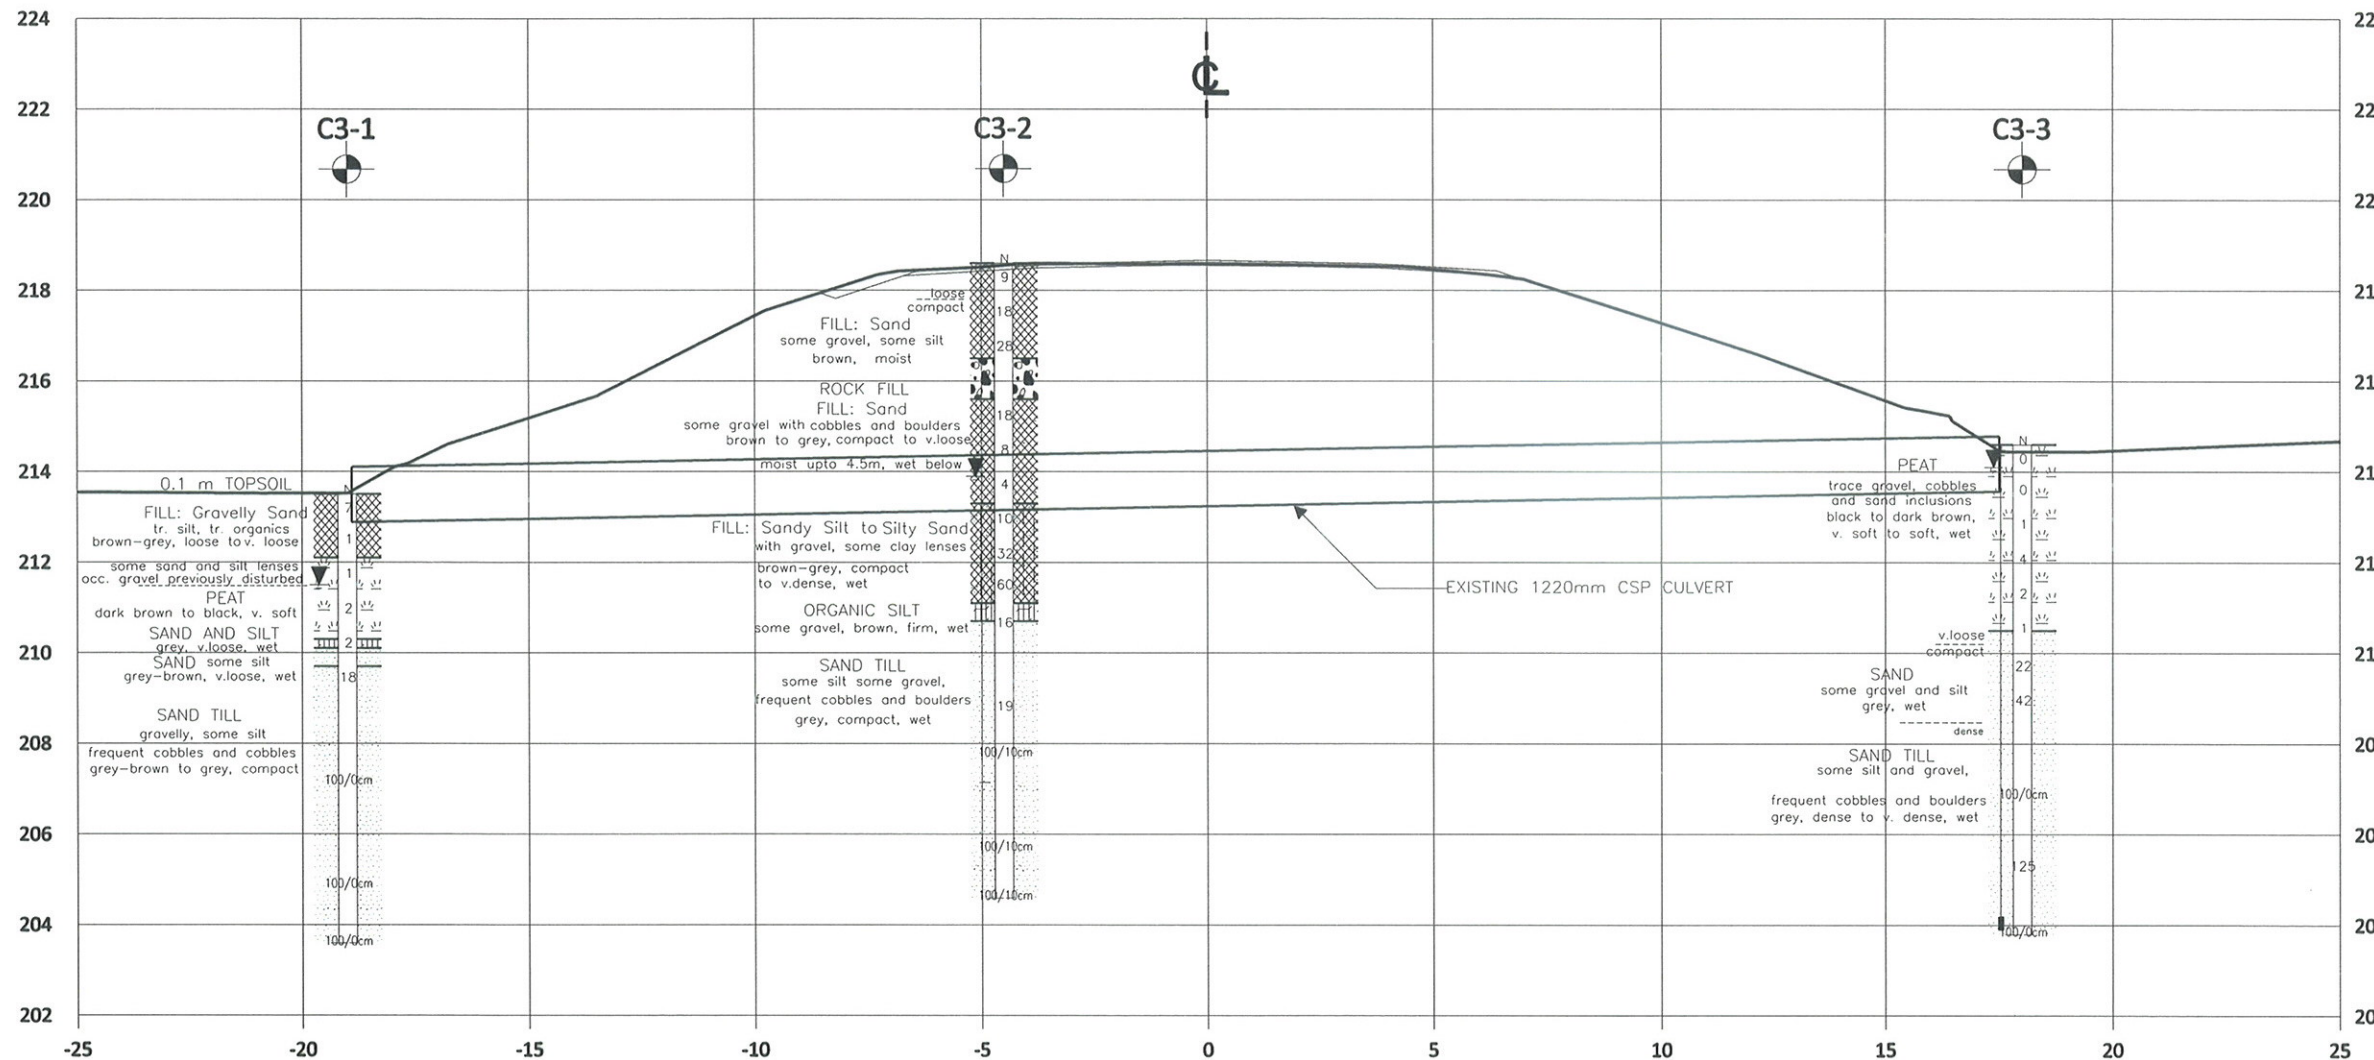 224
222
220
218
216
214
212
210
208
206
204
202
-25
-20
-15
-10
-5
0
5
10
15
20
25
22
22
22
21
21
21
21
21
20
20
20
20
℄
C3-1
C3-2
C3-3
0.1 m TOPSOIL
FILL: Gravelly Sand
tr. silt, tr. organics
brown-grey, loose to v. loose
some sand and silt lenses
occ. gravel previously disturbed
PEAT
dark brown to black, v. soft
SAND AND SILT
grey, v.loose, wet
SAND some silt
grey-brown, v.loose, wet
SAND TILL
gravelly, some silt
frequent cobbles and cobbles
grey-brown to grey, compact
N
7
1
1
2
2
18
100/0cm
100/0cm
100/0cm
loose
compact
FILL: Sand
some gravel, some silt
brown, moist
ROCK FILL
FILL: Sand
some gravel with cobbles and boulders
brown to grey, compact to v.loose
moist upto 4.5m, wet below
FILL: Sandy Silt to Silty Sand
with gravel, some clay lenses
brown-grey, compact
to v.dense, wet
ORGANIC SILT
some gravel, brown, firm, wet
SAND TILL
some silt some gravel,
frequent cobbles and boulders
grey, compact, wet
N
9
18
28
18
8
4
10
32
60
16
19
100/10cm
100/10cm
100/10cm
EXISTING 1220mm CSP CULVERT
PEAT
trace gravel, cobbles
and sand inclusions
black to dark brown,
v. soft to soft, wet
v.loose
compact
SAND
some gravel and silt
grey, wet
dense
SAND TILL
some silt and gravel,
frequent cobbles and boulders
grey, dense to v. dense, wet
N
0
0
1
4
2
1
22
42
100/0cm
125
100/0cm